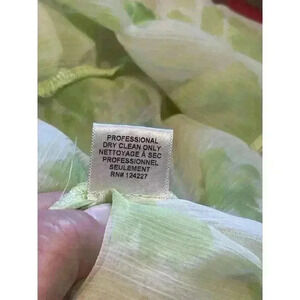 PROFESSIONAL
DRY CLEAN ONLY
NETTOYAGE À SEC
PROFESSIONNEL
SEULEMENT
RN# 124227